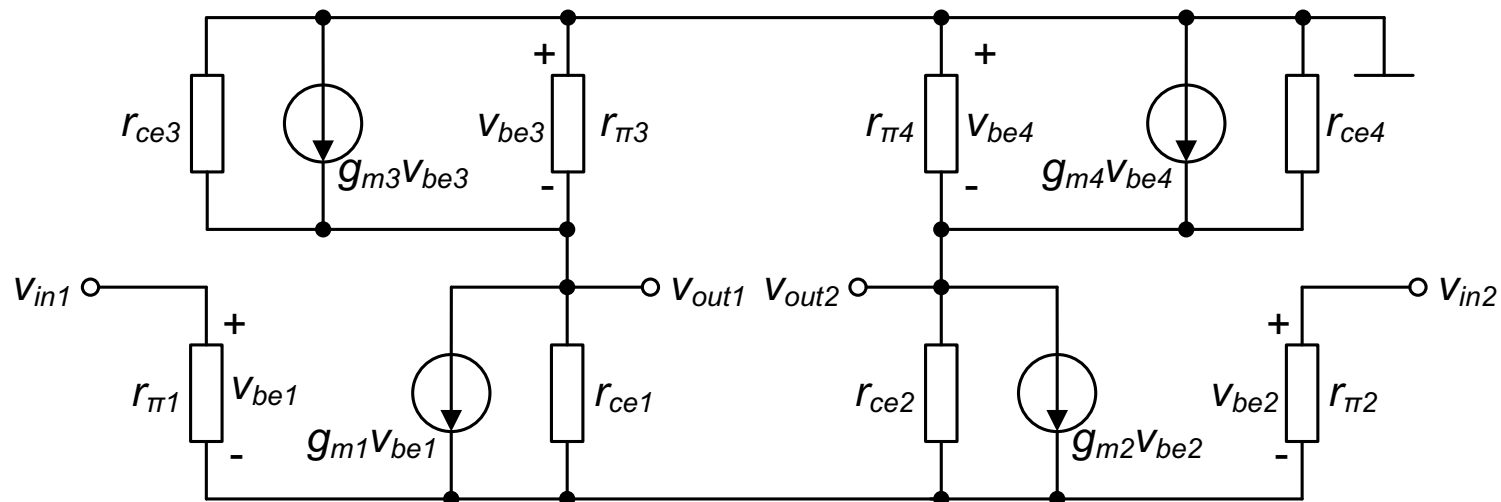 + +
r_ce3 v_be3 r_π3 r_π4 v_be4 r_ce4
g_m3v_be3 g_m4v_be4
- -
v_in1 v_out1 v_out2 v_in2
+ +
r_π1 v_be1 r_ce1 r_ce2 v_be2 r_π2
g_m1v_be1 g_m2v_be2
- -